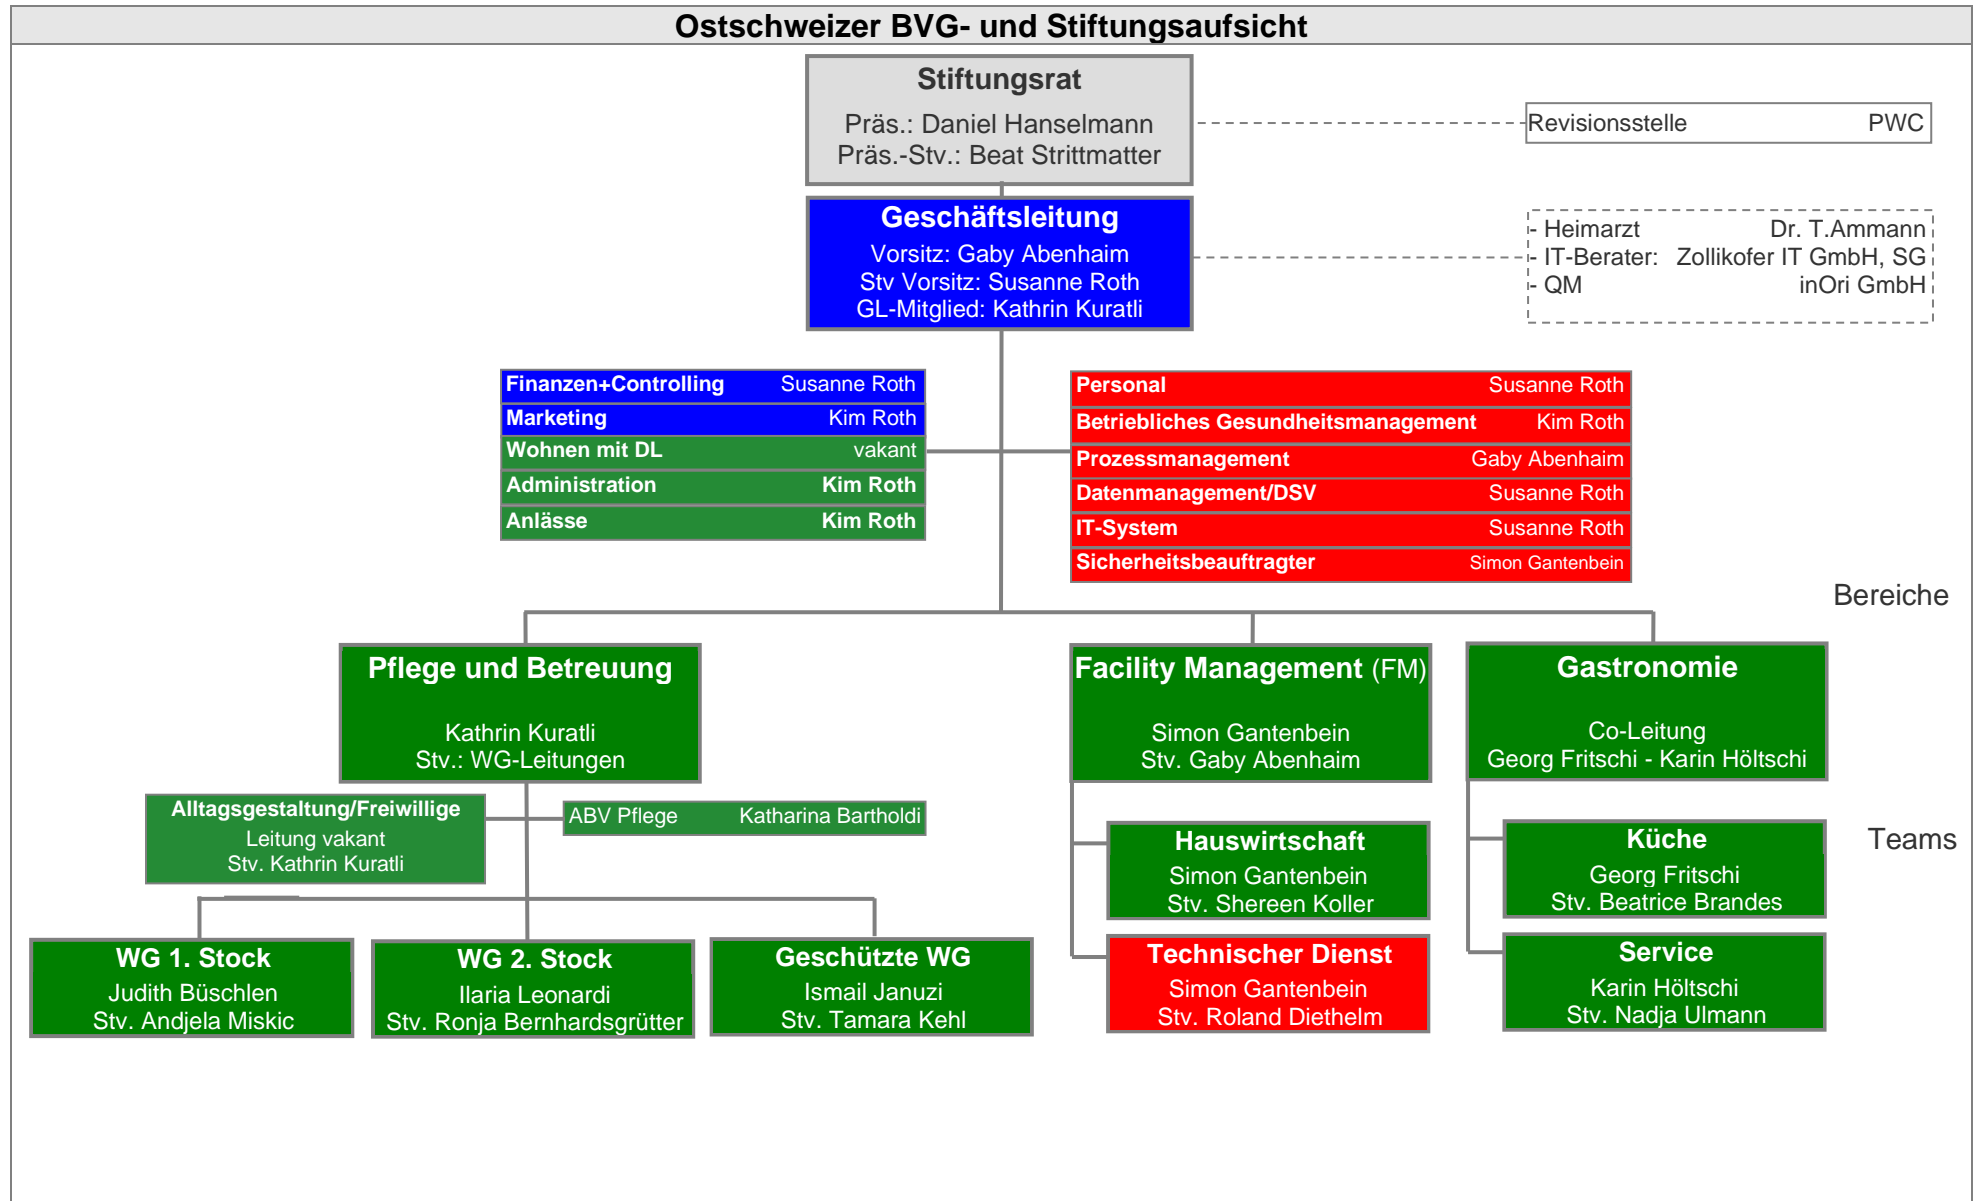 Ostschweizer BVG- und Stiftungsaufsicht
Stiftungsrat
Präs.: Daniel Hanselmann
Präs.-Stv.: Beat Strittmatter
Revisionsstelle PWC
Geschäftsleitung
Vorsitz: Gaby Abenhaim
Stv Vorsitz: Susanne Roth
GL-Mitglied: Kathrin Kuratli
- Heimarzt Dr. T.Ammann
- IT-Berater: Zollikofer IT GmbH, SG
- QM inOri GmbH
Finanzen+Controlling Susanne Roth
Marketing Kim Roth
Wohnen mit DL vakant
Administration Kim Roth
Anlässe Kim Roth
Personal Susanne Roth
Betriebliches Gesundheitsmanagement Kim Roth
Prozessmanagement Gaby Abenhaim
Datenmanagement/DSV Susanne Roth
IT-System Susanne Roth
Sicherheitsbeauftragter Simon Gantenbein
Bereiche
Pflege und Betreuung
Kathrin Kuratli
Stv.: WG-Leitungen
Facility Management (FM)
Simon Gantenbein
Stv. Gaby Abenhaim
Gastronomie
Co-Leitung
Georg Fritschi - Karin Höltschi
Alltagsgestaltung/Freiwillige
Leitung vakant
Stv. Kathrin Kuratli
ABV Pflege Katharina Bartholdi
Hauswirtschaft
Simon Gantenbein
Stv. Shereen Koller
Küche
Georg Fritschi
Stv. Beatrice Brandes
Teams
WG 1. Stock
Judith Büschlen
Stv. Andjela Miskic
WG 2. Stock
Ilaria Leonardi
Stv. Ronja Bernhardsgrütter
Geschützte WG
Ismail Januzi
Stv. Tamara Kehl
Technischer Dienst
Simon Gantenbein
Stv. Roland Diethelm
Service
Karin Höltschi
Stv. Nadja Ulmann